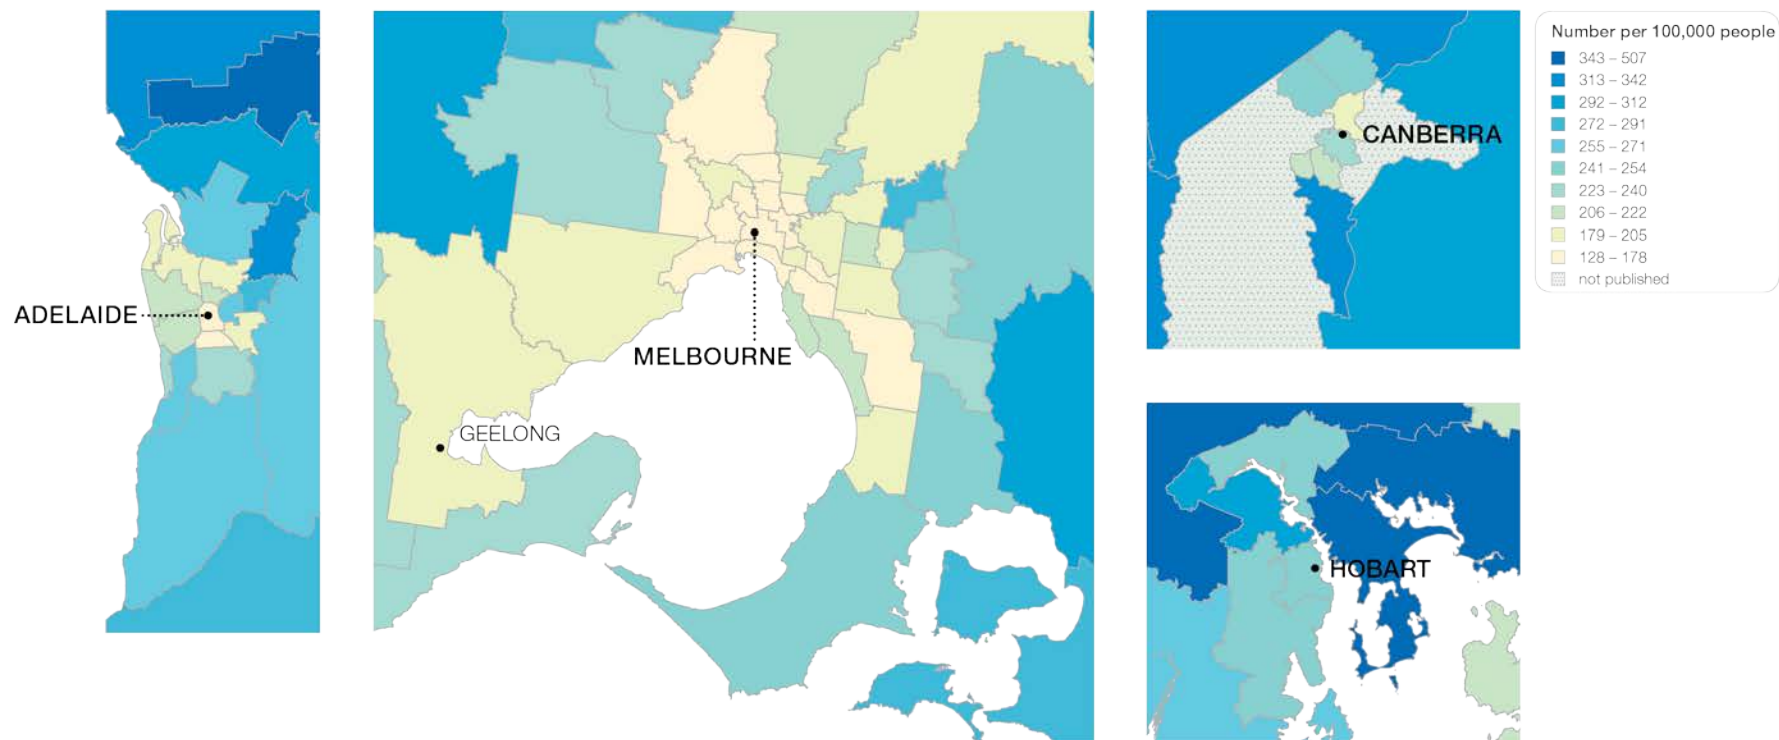 ADELAIDE
MELBOURNE
GEELONG
CANBERRA
HOBART
Number per 100,000 people
343 – 507
313 – 342
292 – 312
272 – 291
255 – 271
241 – 254
223 – 240
206 – 222
179 – 205
128 – 178
not published